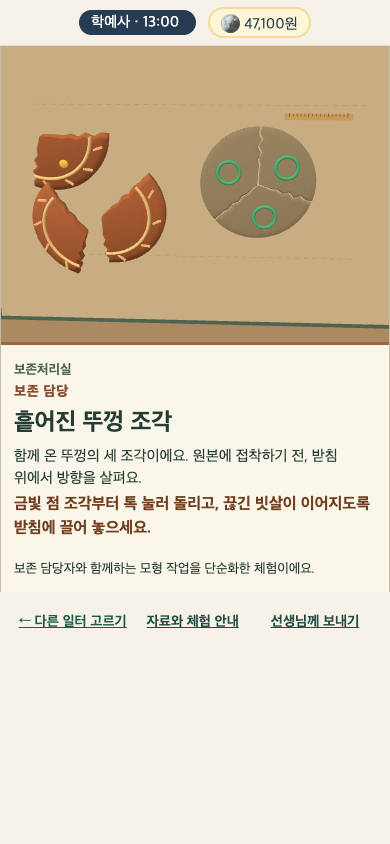 학예사 · 13:00
47,100원
보존처리실
보존 담당
흩어진 뚜껑 조각
함께 온 뚜껑의 세 조각이에요. 원본에 접착하기 전, 받침
위에서 방향을 살펴요.
금빛 점 조각부터 톡 눌러 돌리고, 끊긴 빗살이 이어지도록
받침에 끌어 놓으세요.
보존 담당자와 함께하는 모형 작업을 단순화한 체험이에요.
← 다른 일터 고르기
자료와 체험 안내
선생님께 보내기